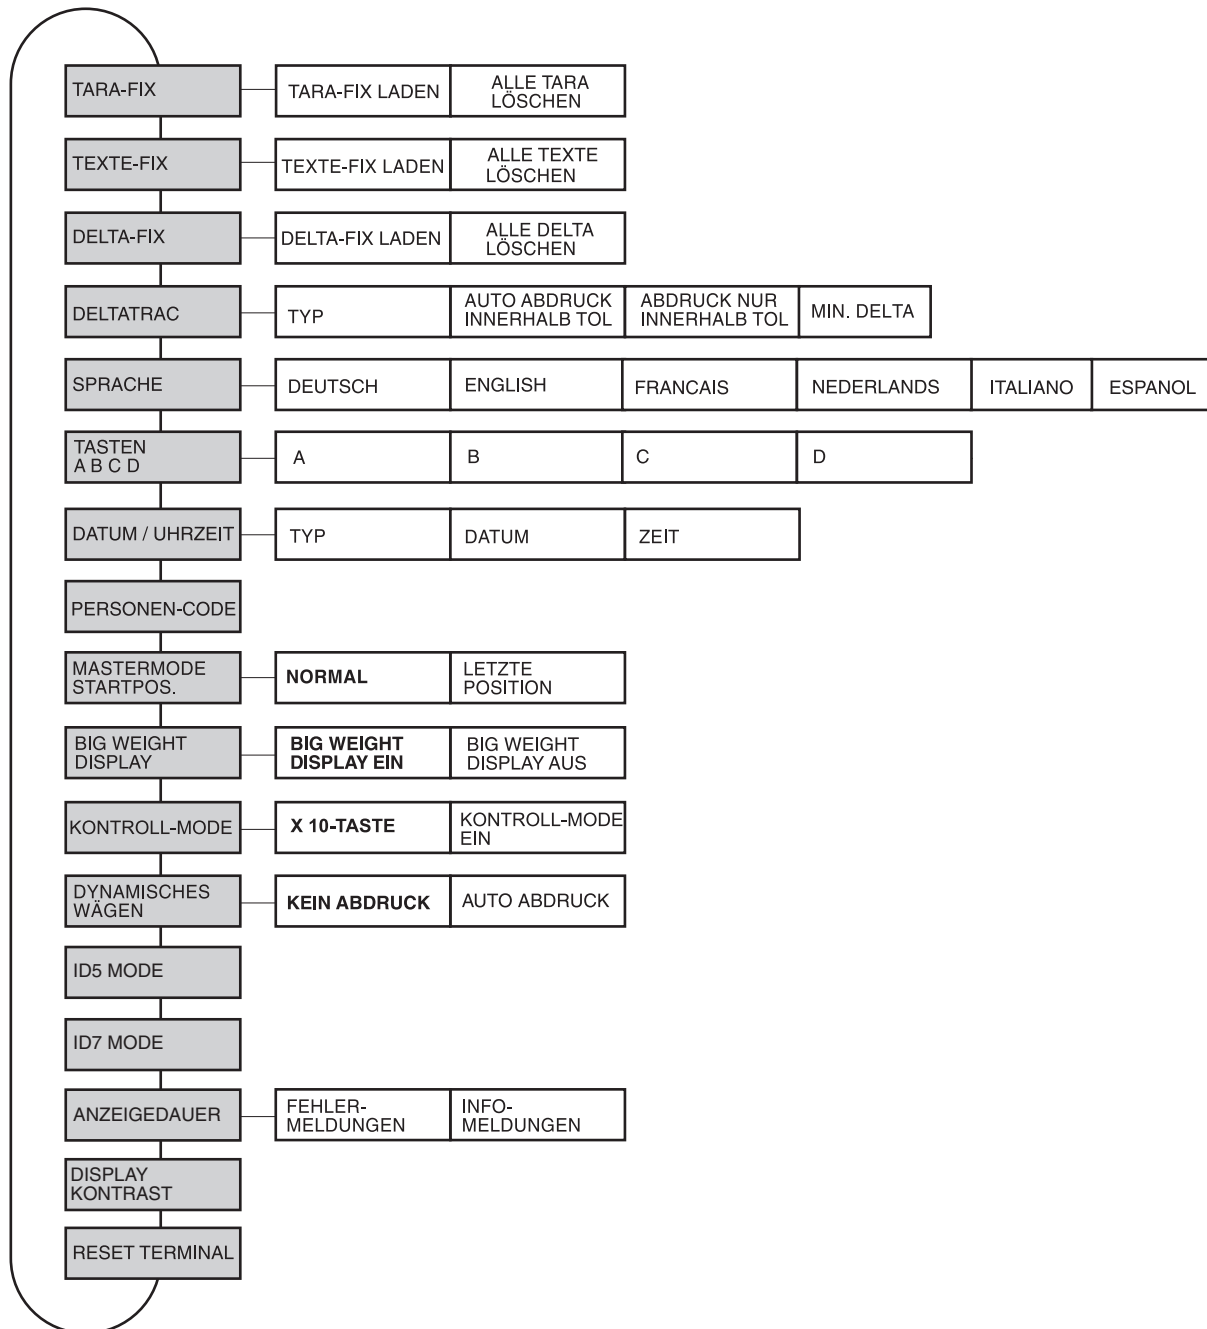 TARA-FIX
TARA-FIX LADEN
ALLE TARA
LÖSCHEN
TEXTE-FIX
TEXTE-FIX LADEN
ALLE TEXTE
LÖSCHEN
DELTA-FIX
DELTA-FIX LADEN
ALLE DELTA
LÖSCHEN
DELTATRAC
TYP
AUTO ABDRUCK
INNERHALB TOL
ABDRUCK NUR
INNERHALB TOL
MIN. DELTA
SPRACHE
DEUTSCH
ENGLISH
FRANCAIS
NEDERLANDS
ITALIANO
ESPANOL
TASTEN
A B C D
A
B
C
D
DATUM / UHRZEIT
TYP
DATUM
ZEIT
PERSONEN-CODE
MASTERMODE
STARTPOS.
NORMAL
LETZTE
POSITION
BIG WEIGHT
DISPLAY
BIG WEIGHT
DISPLAY EIN
BIG WEIGHT
DISPLAY AUS
KONTROLL-MODE
X 10-TASTE
KONTROLL-MODE
EIN
DYNAMISCHES
WÄGEN
KEIN ABDRUCK
AUTO ABDRUCK
ID5 MODE
ID7 MODE
ANZEIGEDAUER
FEHLER-
MELDUNGEN
INFO-
MELDUNGEN
DISPLAY
KONTRAST
RESET TERMINAL